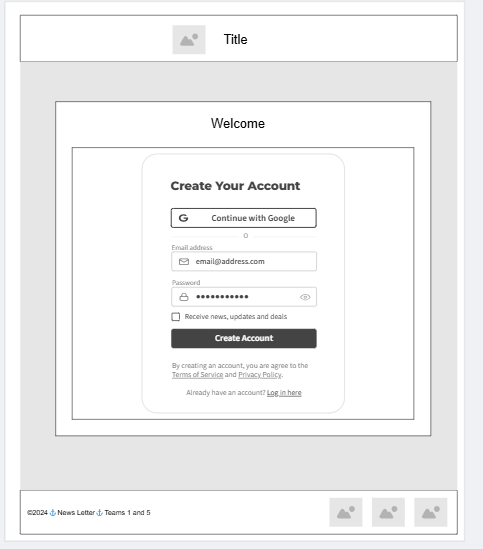 Title
Welcome
Create Your Account
G Continue with Google
O
Email address
email@address.com
Password
Receive news, updates and deals
Create Account
By creating an account, you are agree to the
Terms of Service and Privacy Policy.
Already have an account? Log in here
©2024 ⚓ News Letter ⚓ Teams 1 and 5